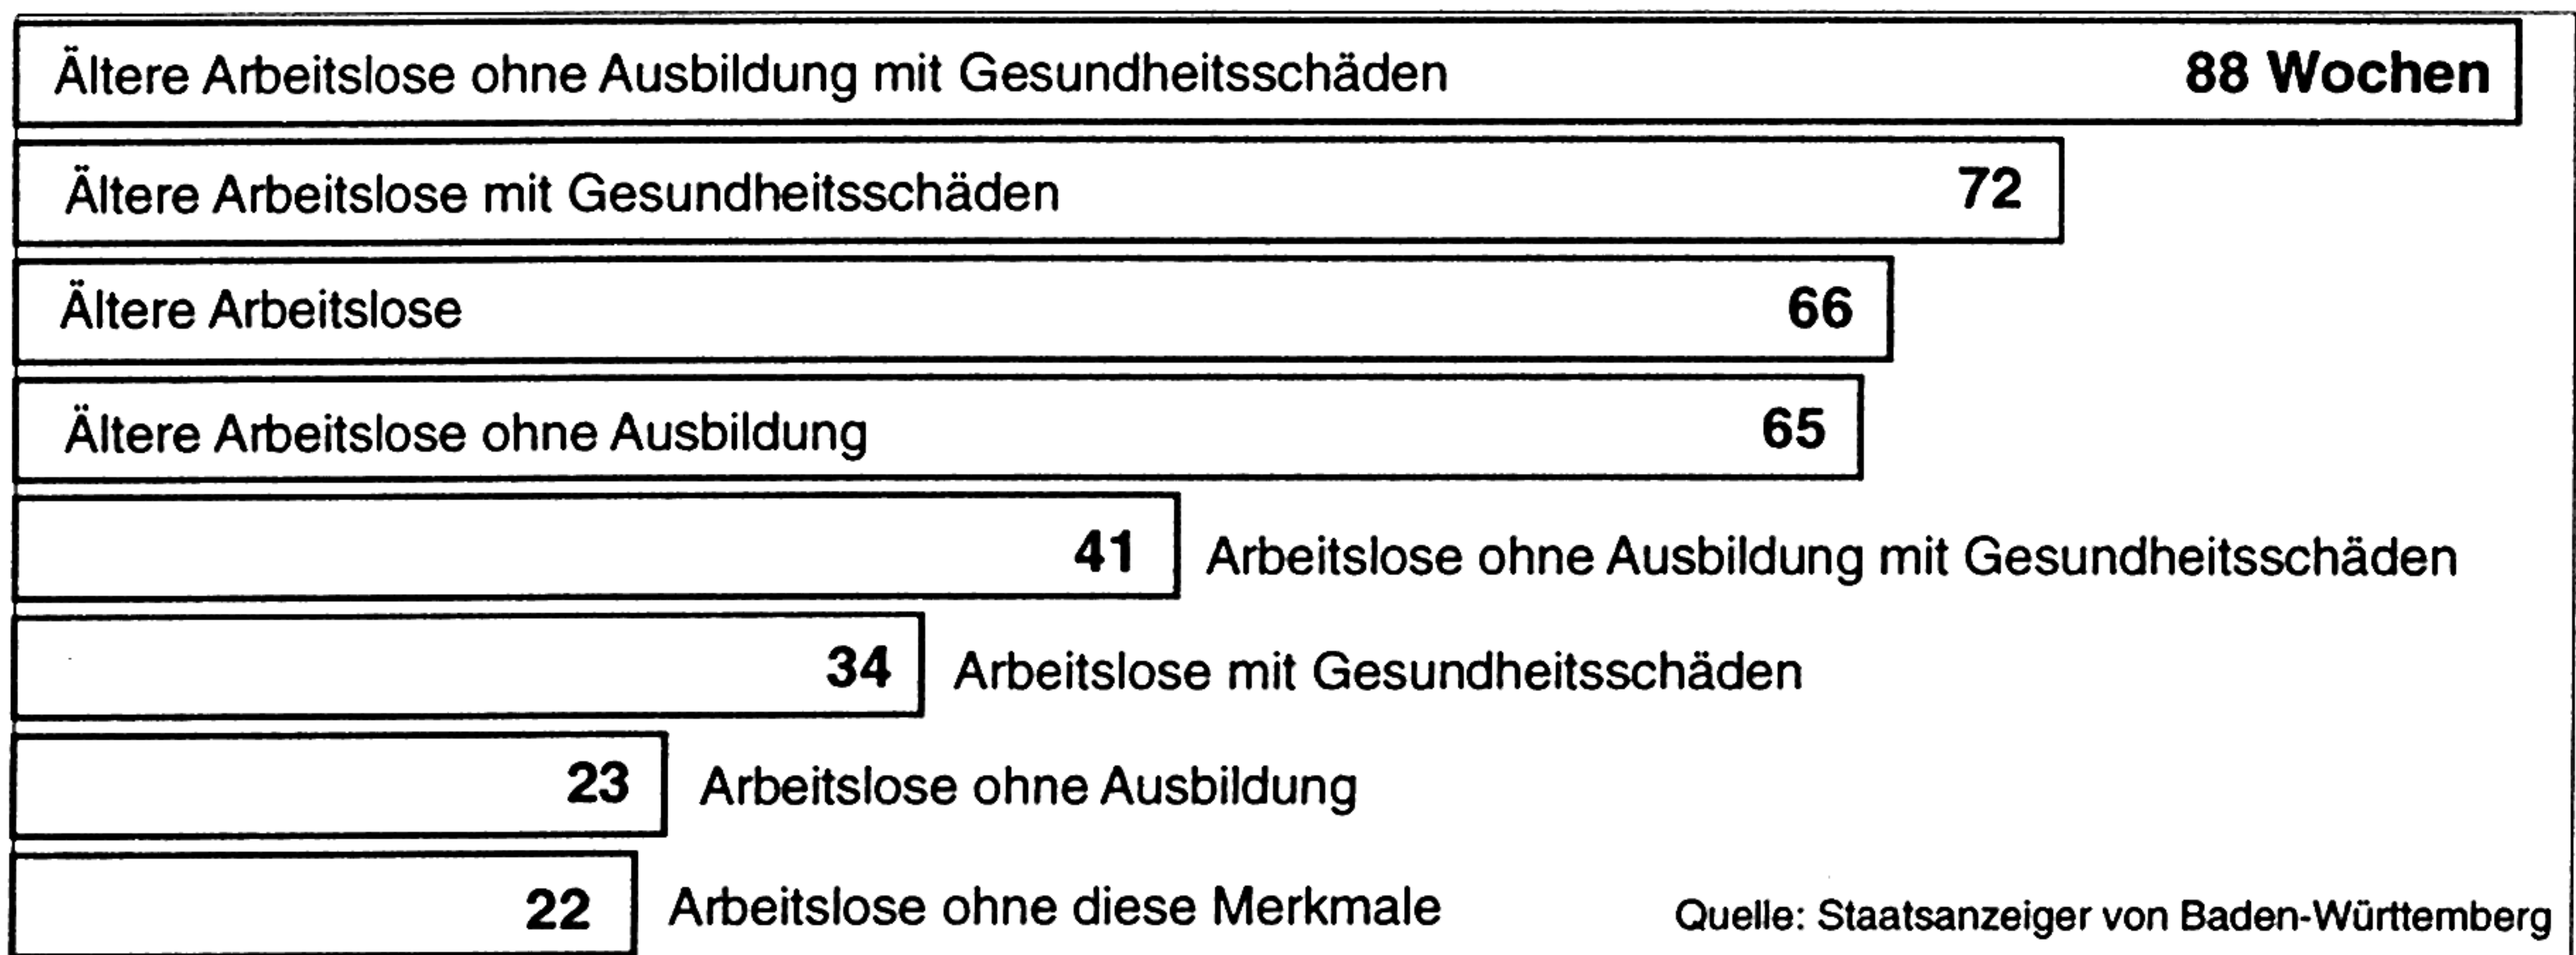 Ältere Arbeitslose ohne Ausbildung mit Gesundheitsschäden 88 Wochen
Ältere Arbeitslose mit Gesundheitsschäden 72
Ältere Arbeitslose 66
Ältere Arbeitslose ohne Ausbildung 65
41 Arbeitslose ohne Ausbildung mit Gesundheitsschäden
34 Arbeitslose mit Gesundheitsschäden
23 Arbeitslose ohne Ausbildung
22 Arbeitslose ohne diese Merkmale Quelle: Staatsanzeiger von Baden-Württemberg